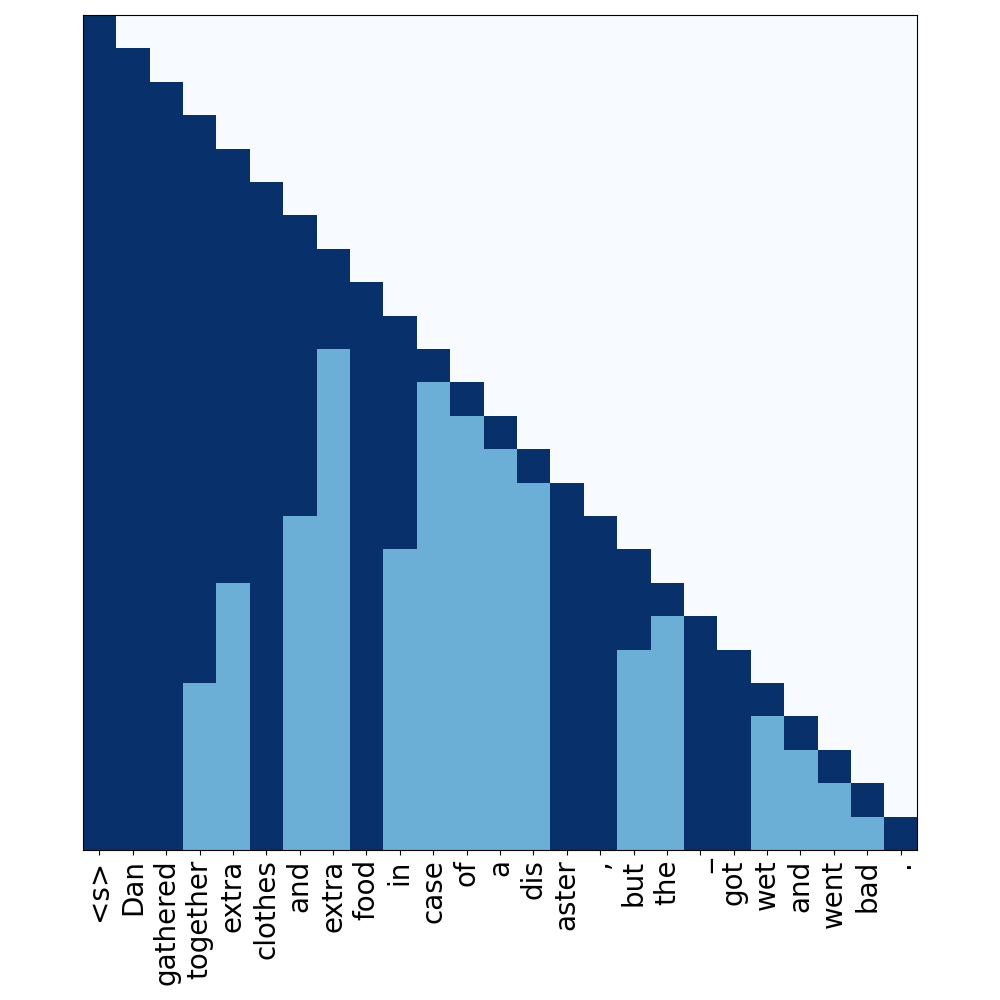 <s> Dan gathered together extra clothes and extra food in case of a dis aster , but the _ got wet and went bad .